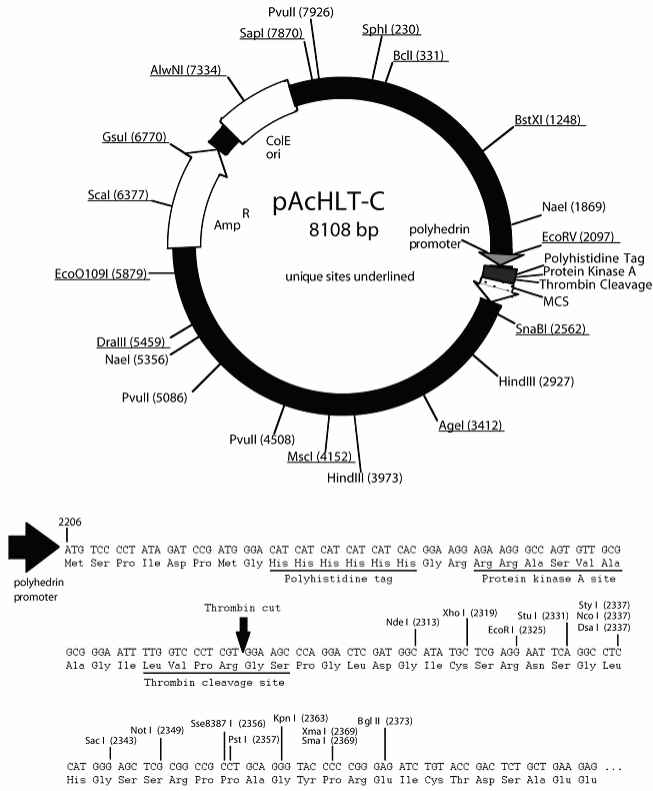 PvuII (7926)
SapI (7870)
SphI (230)
BclI (331)
AlwNI (7334)
BstXI (1248)
GsuI (6770)
ColE
ori
ScaI (6377)
Amp R
pAcHLT-C
8108 bp
unique sites underlined
NaeI (1869)
polyhedrin
promoter
EcoRV (2097)
Polyhistidine Tag
Protein Kinase A
Thrombin Cleavage
MCS
EcoO109I (5879)
SnaBI (2562)
DraIII (5459)
NaeI (5356)
HindIII (2927)
PvuII (5086)
AgeI (3412)
PvuII (4508)
MscI (4152)
HindIII (3973)
2206
ATG TCC CCT ATA GAT CCG ATG GGA CAT CAT CAT CAT CAT CAC GGA AGG AGA AGG GCC AGT GTT GCG
Met Ser Pro Ile Asp Pro Met Gly His His His His His His Gly Arg Arg Arg Ala Ser Val Ala
Polyhistidine tag Protein kinase A site
polyhedin
promoter
Thrombin cut
Nde I (2313) Xho I (2319) EcoR I (2325) Stu I (2331) Sty I (2337)
Nco I (2337)
Dsa I (2337)
GCG GGG ATT TTG GTC CCT CGT GGA AGC CCA GGA CTC GAT GGC ATA TGC TCG AGG AAT TCA GGC CTC
Ala Gly Ile Leu Val Pro Arg Gly Ser Pro Gly Leu Asp Gly Ile Cys Ser Arg Asn Ser Gly Leu
Thrombin cleavage site
Sac I (2343) Not I (2349) Sse8387 I (2356) Pst I (2357) Kpn I (2363) Xma I (2369) Bgl II (2373)
Sma I (2369)
CAT GGG AGC TCG CGG CCG CCT GCA GGG TAC CCC CGG GAG ATC TGT ACC GAC TCT GCT GAA GAG ...
His Gly Ser Ser Arg Pro Pro Ala Gly Tyr Pro Arg Glu Ile Cys Thr Asp Ser Ala Glu Glu